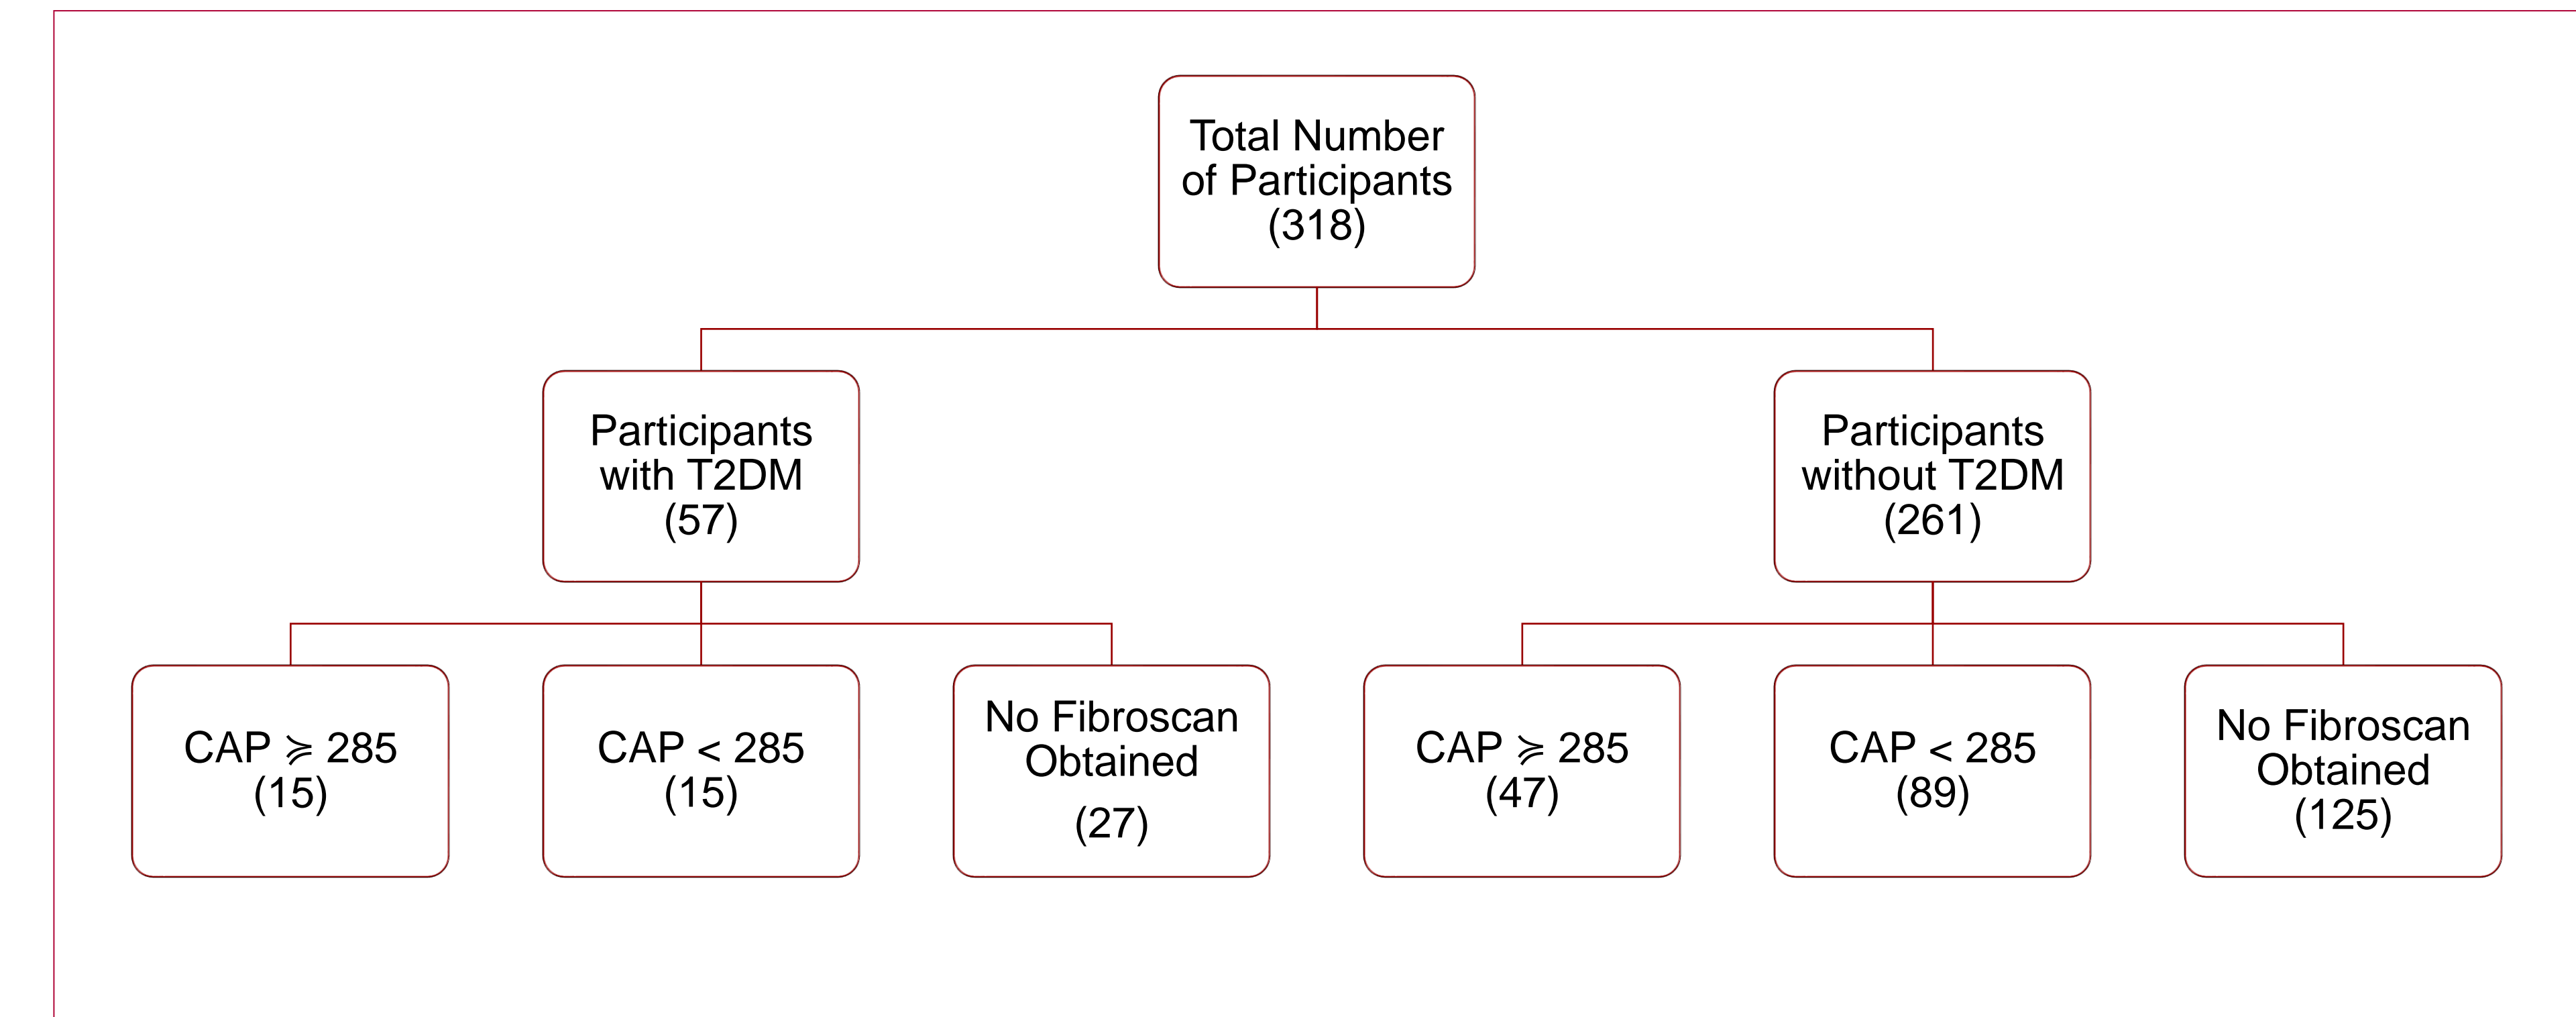 Total Number
of Participants
(318)
Participants
with T2DM
(57)
Participants
without T2DM
(261)
CAP ≽ 285
(15)
CAP < 285
(15)
No Fibroscan
Obtained
(27)
CAP ≽ 285
(47)
CAP < 285
(89)
No Fibroscan
Obtained
(125)